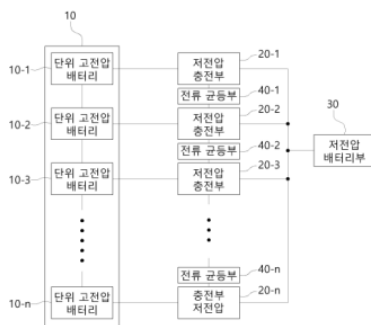 10
10-1
단위 고전압
배터리
저전압
충전부
20-1
전류 균등부
40-1
10-2
단위 고전압
배터리
저전압
충전부
20-2
전류 균등부
40-2
30
저전압
배터리부
10-3
단위 고전압
배터리
저전압
충전부
20-3
전류 균등부
40-n
10-n
단위 고전압
배터리
충전부
저전압
20-n